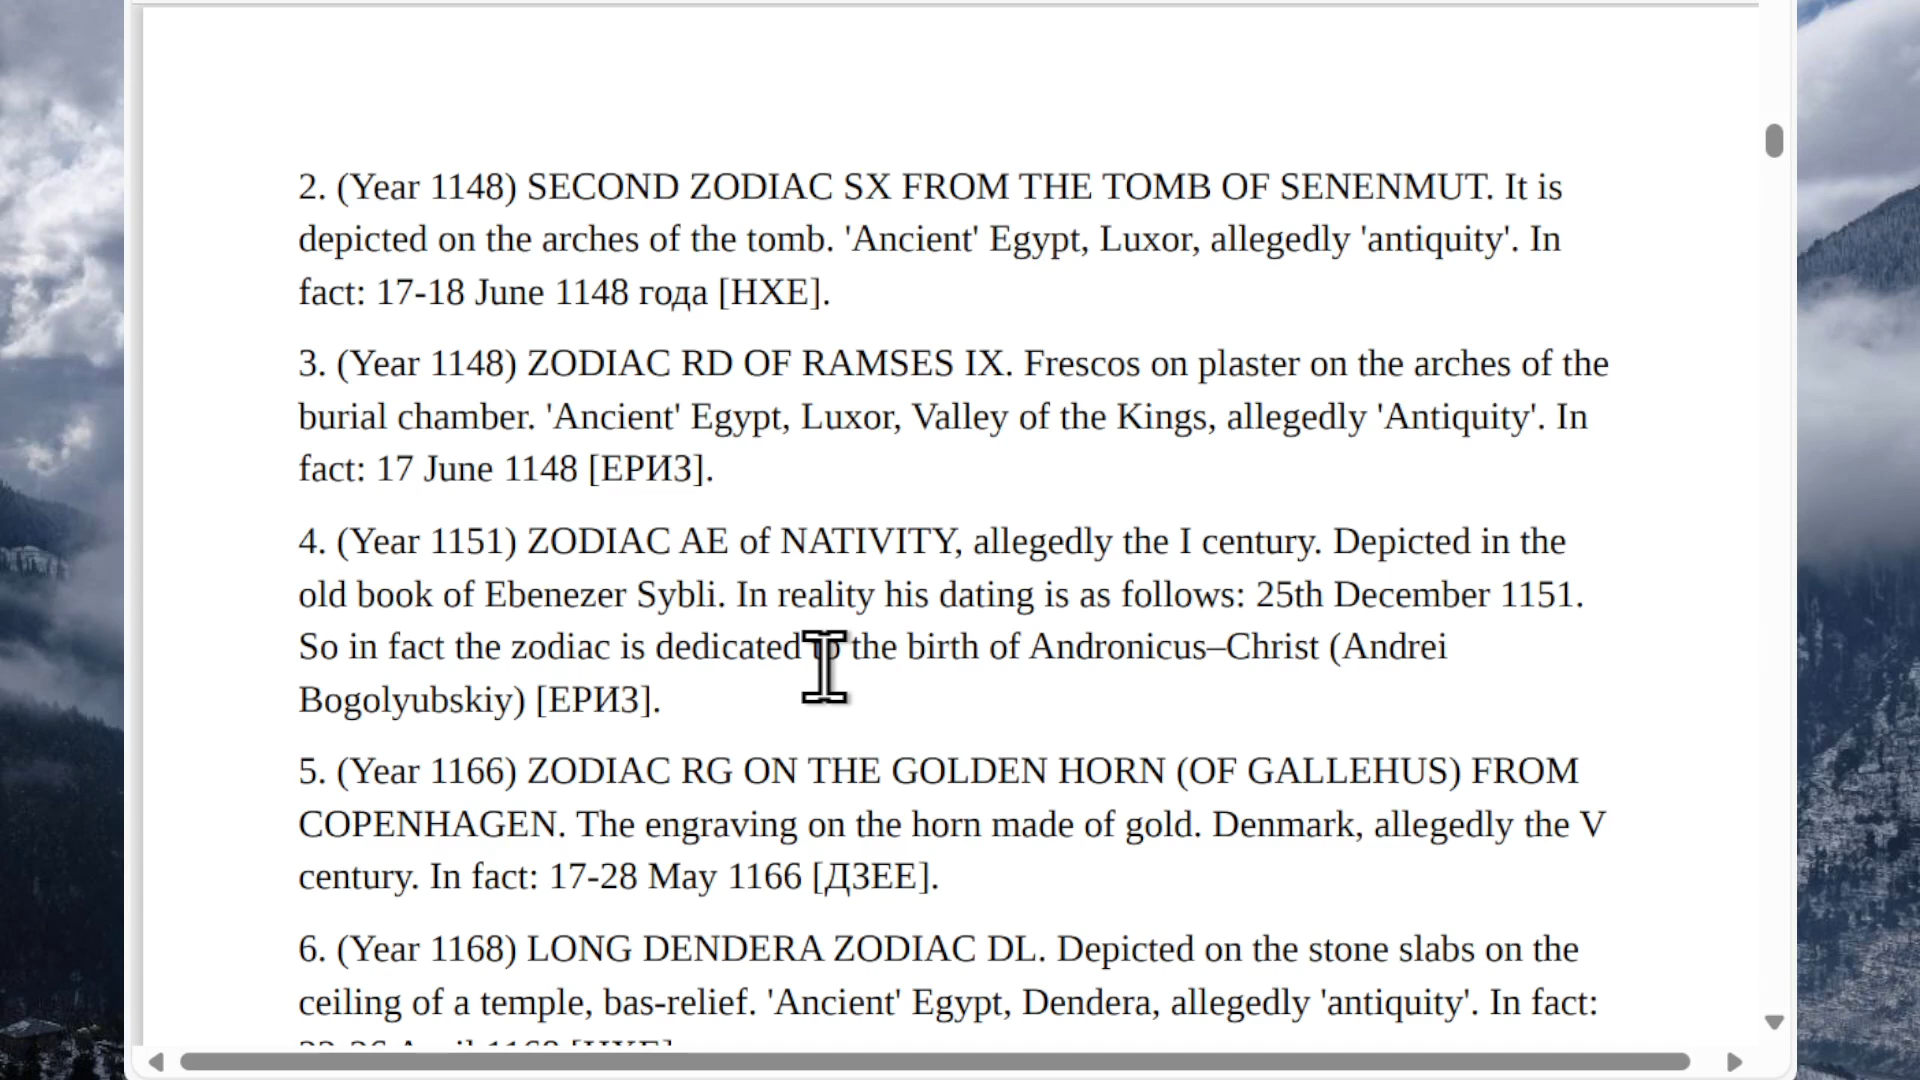 2. (Year 1148) SECOND ZODIAC SX FROM THE TOMB OF SENENMUT. It is
depicted on the arches of the tomb. 'Ancient' Egypt, Luxor, allegedly 'antiquity'. In
fact: 17-18 June 1148 года [НХЕ].
3. (Year 1148) ZODIAC RD OF RAMSES IX. Frescos on plaster on the arches of the
burial chamber. 'Ancient' Egypt, Luxor, Valley of the Kings, allegedly 'Antiquity'. In
fact: 17 June 1148 [ЕРИЗ].
4. (Year 1151) ZODIAC AE of NATIVITY, allegedly the I century. Depicted in the
old book of Ebenezer Sybli. In reality his dating is as follows: 25th December 1151.
So in fact the zodiac is dedicated to the birth of Andronicus–Christ (Andrei
Bogolyubskiy) [ЕРИЗ].
5. (Year 1166) ZODIAC RG ON THE GOLDEN HORN (OF GALLEHUS) FROM
COPENHAGEN. The engraving on the horn made of gold. Denmark, allegedly the V
century. In fact: 17-28 May 1166 [ДЗЕЕ].
6. (Year 1168) LONG DENDERA ZODIAC DL. Depicted on the stone slabs on the
ceiling of a temple, bas-relief. 'Ancient' Egypt, Dendera, allegedly 'antiquity'. In fact: